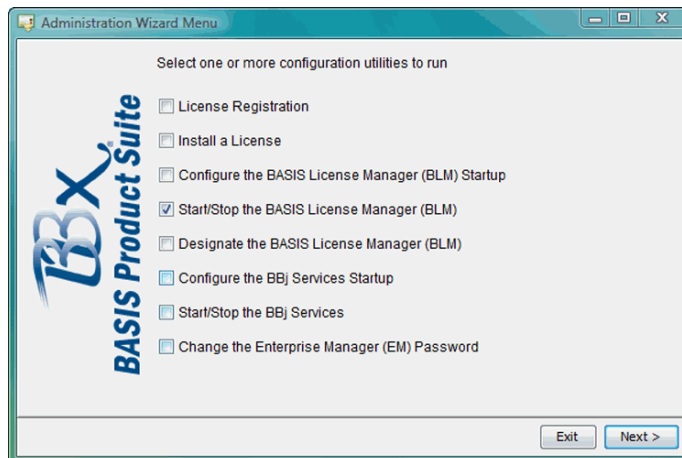 Administration Wizard Menu
Select one or more configuration utilities to run
License Registration
Install a License
Configure the BASIS License Manager (BLM) Startup
Start/Stop the BASIS License Manager (BLM)
Designate the BASIS License Manager (BLM)
Configure the BBj Services Startup
Start/Stop the BBj Services
Change the Enterprise Manager (EM) Password
BBx®
BASIS Product Suite
Exit
Next >